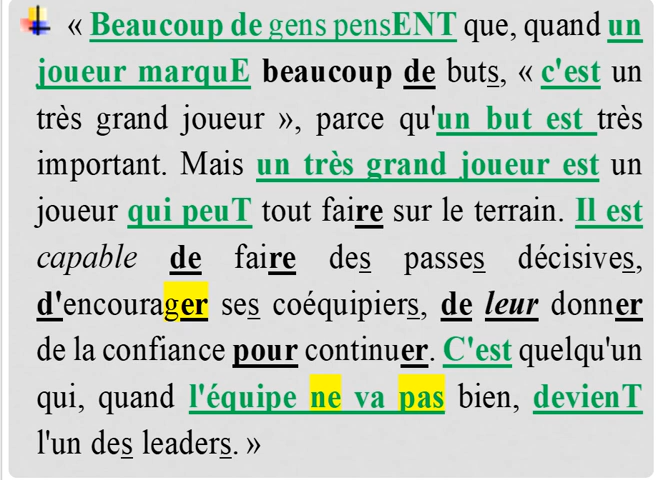 « Beaucoup de gens pensENT que, quand un
joueur marquE beaucoup de buts, « c'est un
très grand joueur », parce qu'un but est très
important. Mais un très grand joueur est un
joueur qui peuT tout faire sur le terrain. Il est
capable de faire des passes décisives,
d'encourager ses coéquipiers, de leur donner
de la confiance pour continuer. C'est quelqu'un
qui, quand l'équipe ne va pas bien, devienT
l'un des leaders. »